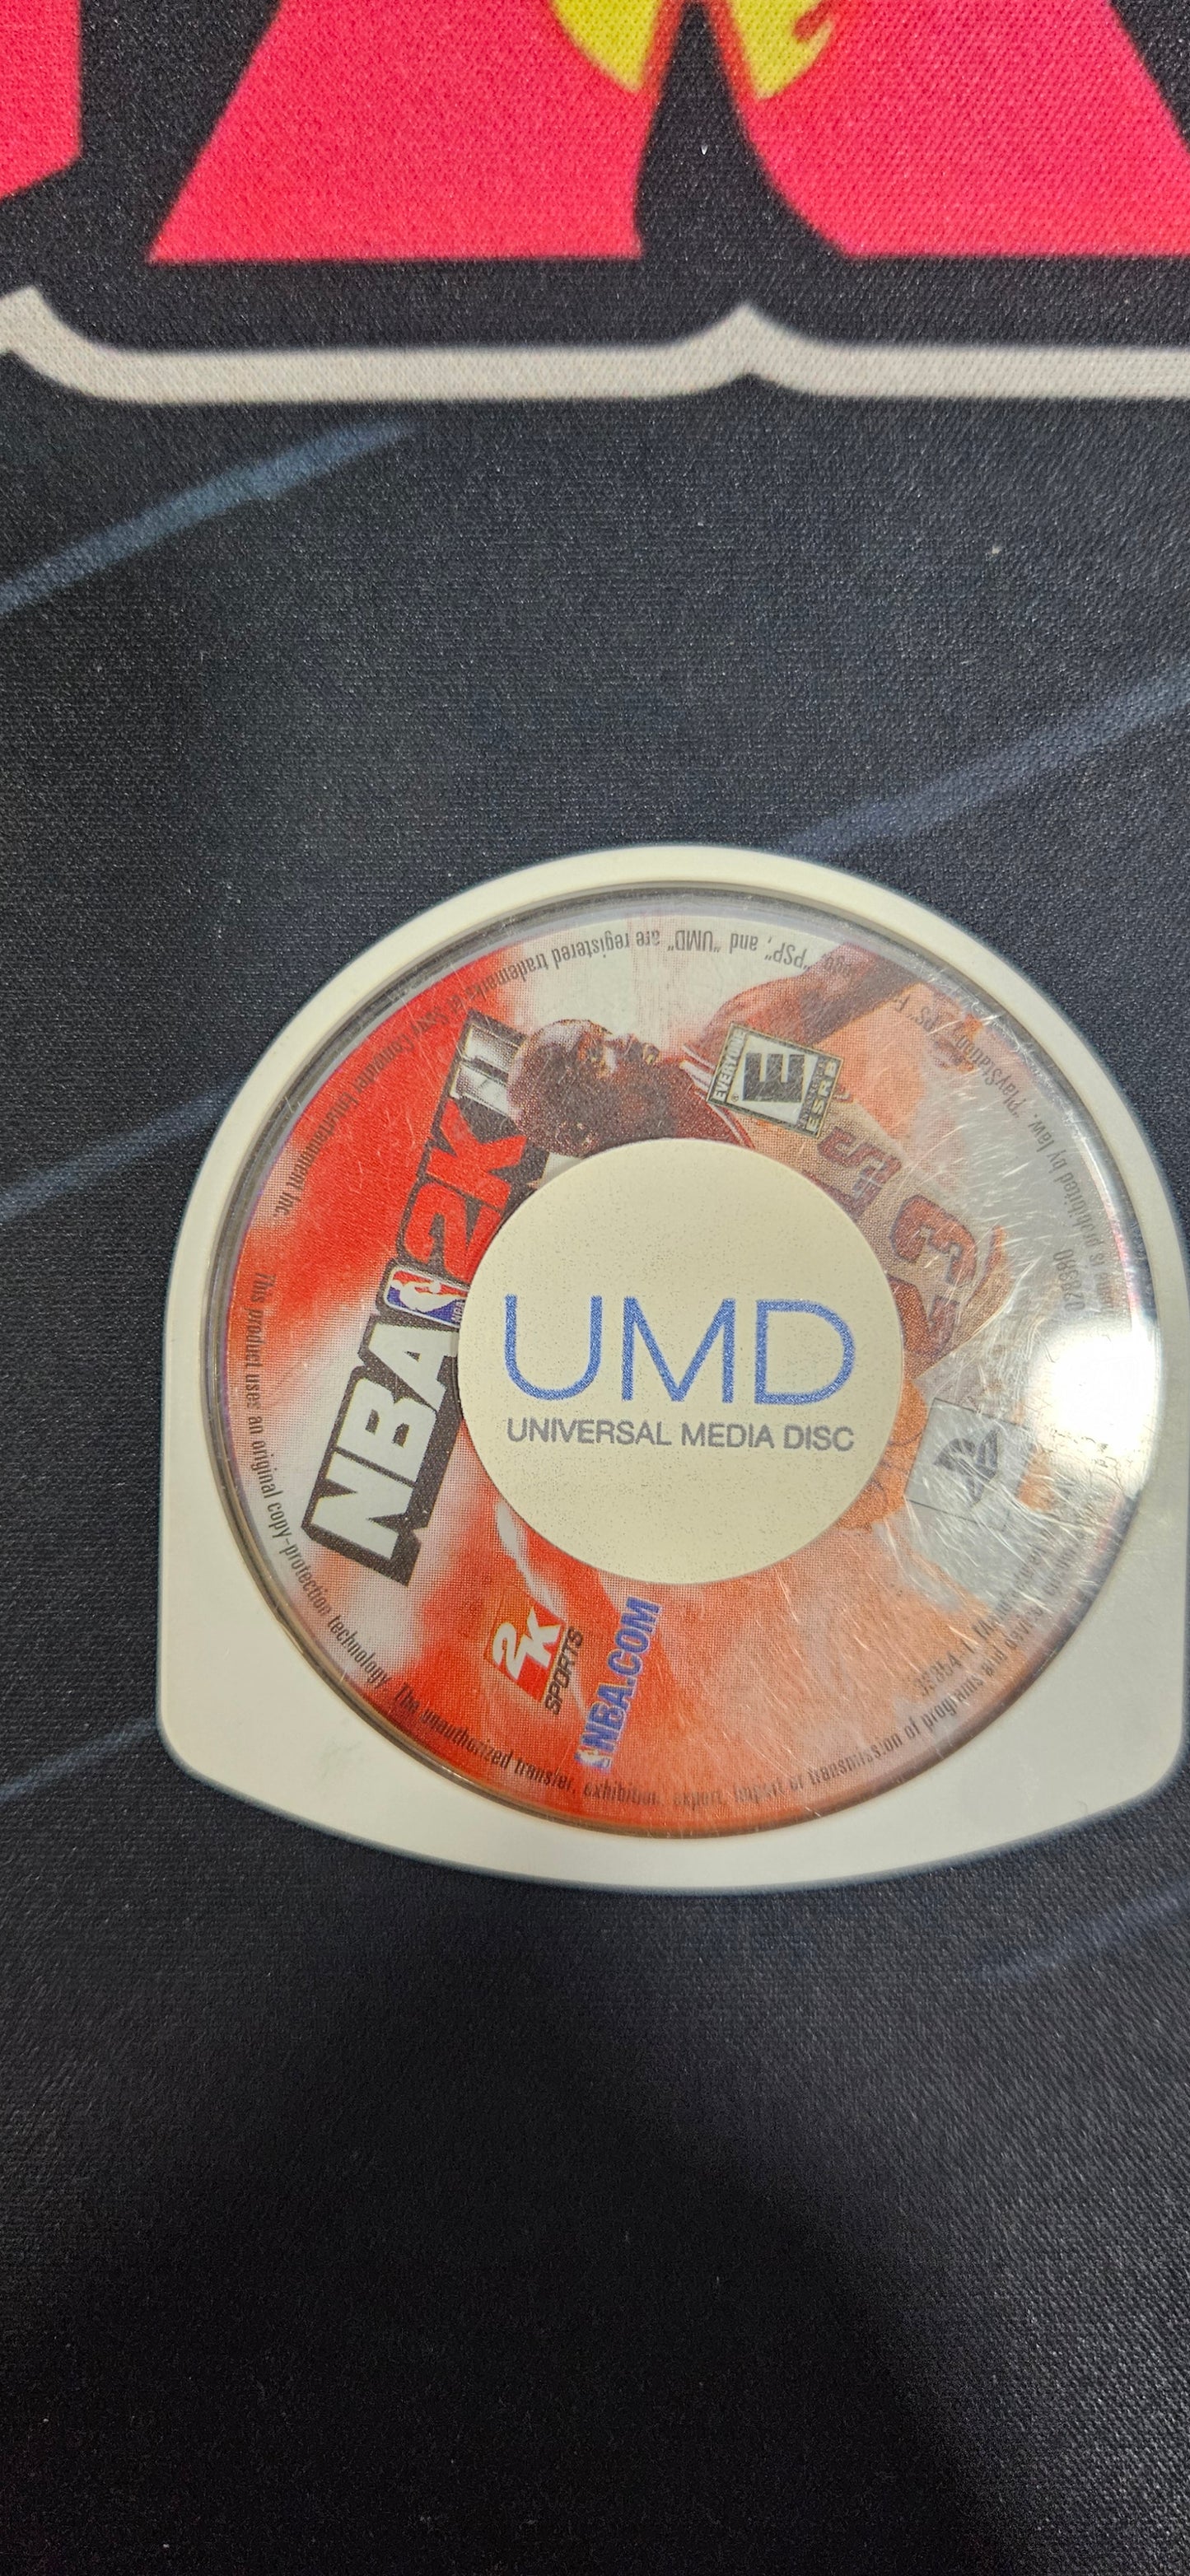 NBA 2K11
EVERYONE
E
ESRB
UMD
UNIVERSAL MEDIA DISC
2K
SPORTS
NBA.COM
This product uses an original copy-protection technology. The unauthorized transfer, exhibition, export, import or transmission of programs and
is prohibited by law. "PlayStation",
"PSP", and "UMD" are registered trademarks of Sony Computer Entertainment Inc.